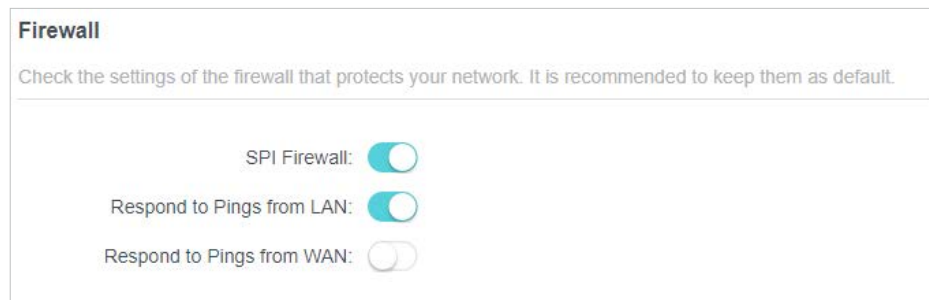 Firewall
Check the settings of the firewall that protects your network. It is recommended to keep them as default.
SPI Firewall:
Respond to Pings from LAN:
Respond to Pings from WAN: